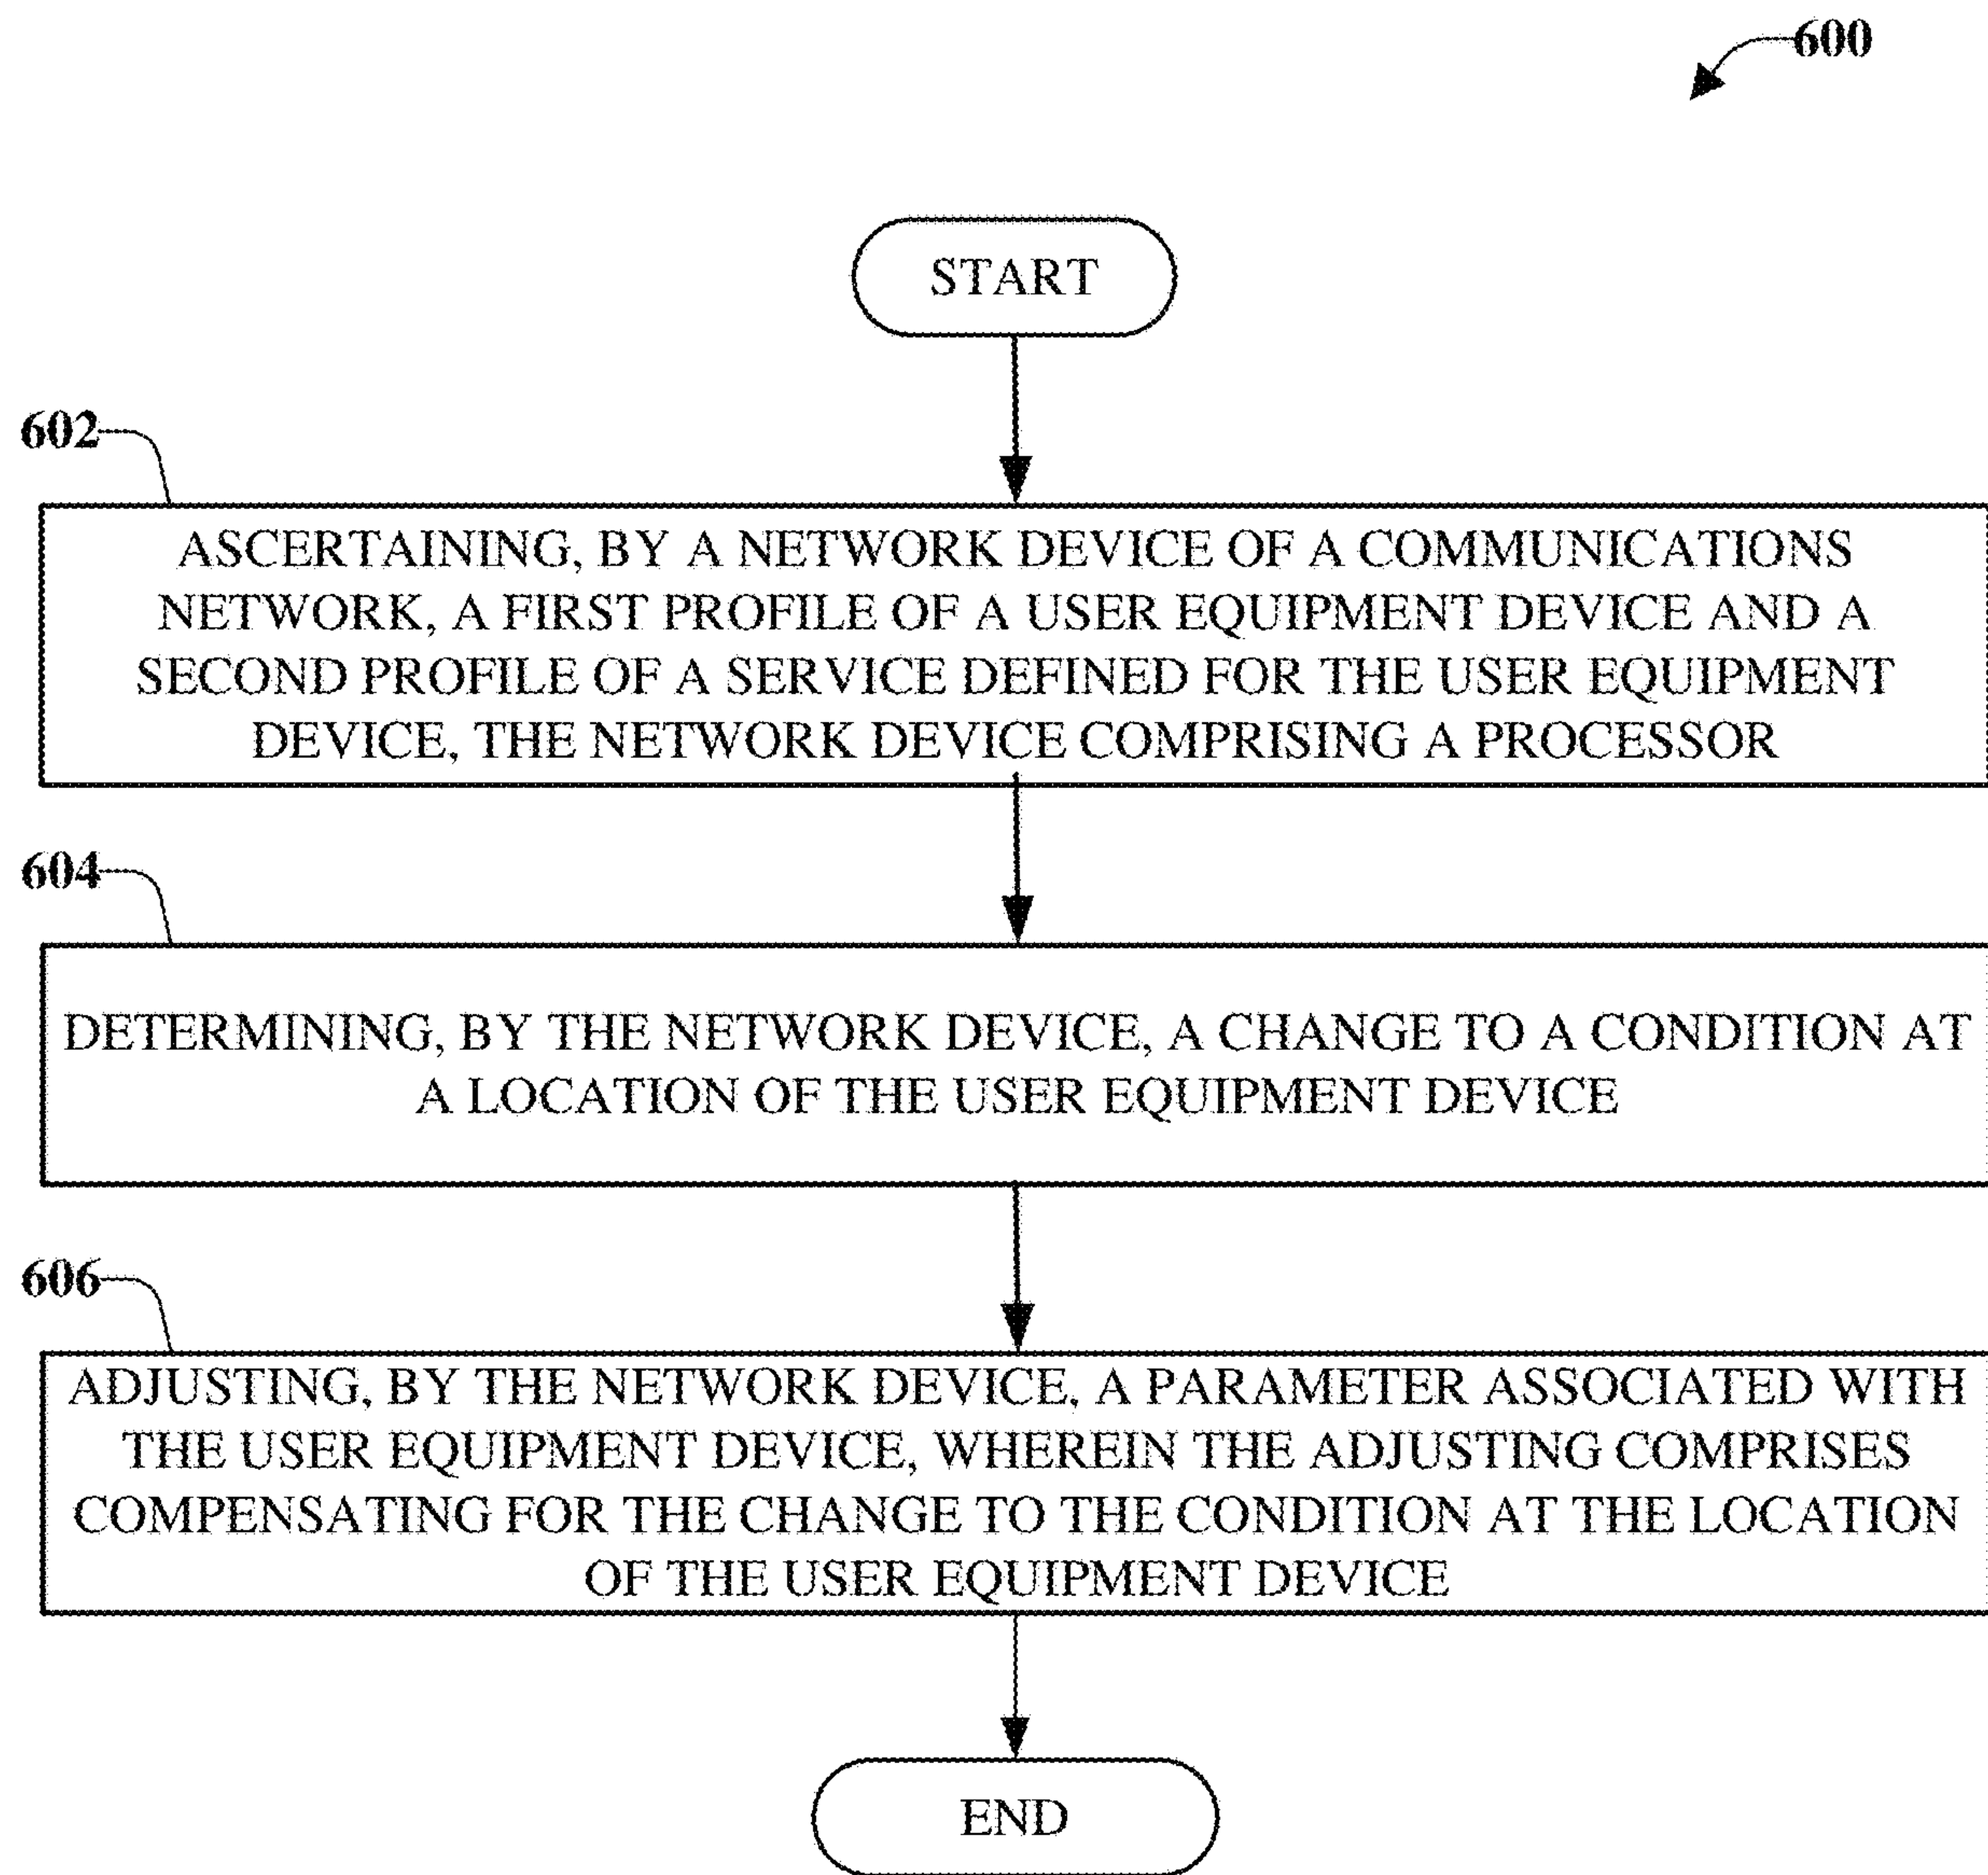 600
START
602
ASCERTAINING, BY A NETWORK DEVICE OF A COMMUNICATIONS
NETWORK, A FIRST PROFILE OF A USER EQUIPMENT DEVICE AND A
SECOND PROFILE OF A SERVICE DEFINED FOR THE USER EQUIPMENT
DEVICE, THE NETWORK DEVICE COMPRISING A PROCESSOR
604
DETERMINING, BY THE NETWORK DEVICE, A CHANGE TO A CONDITION AT
A LOCATION OF THE USER EQUIPMENT DEVICE
606
ADJUSTING, BY THE NETWORK DEVICE, A PARAMETER ASSOCIATED WITH
THE USER EQUIPMENT DEVICE, WHEREIN THE ADJUSTING COMPRISES
COMPENSATING FOR THE CHANGE TO THE CONDITION AT THE LOCATION
OF THE USER EQUIPMENT DEVICE
END